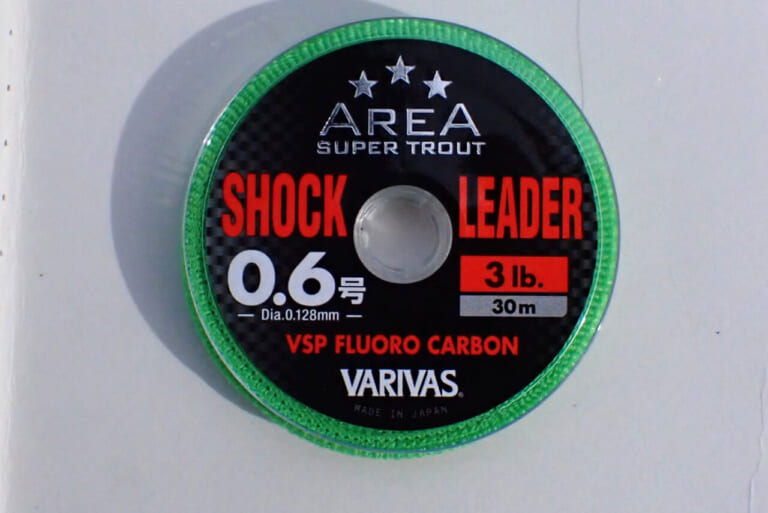 AREA
SUPER TROUT
SHOCK LEADER
0.6号
Dia.0.128mm
3 lb.
30m
VSP FLUORO CARBON
VARIVAS®
MADE IN JAPAN